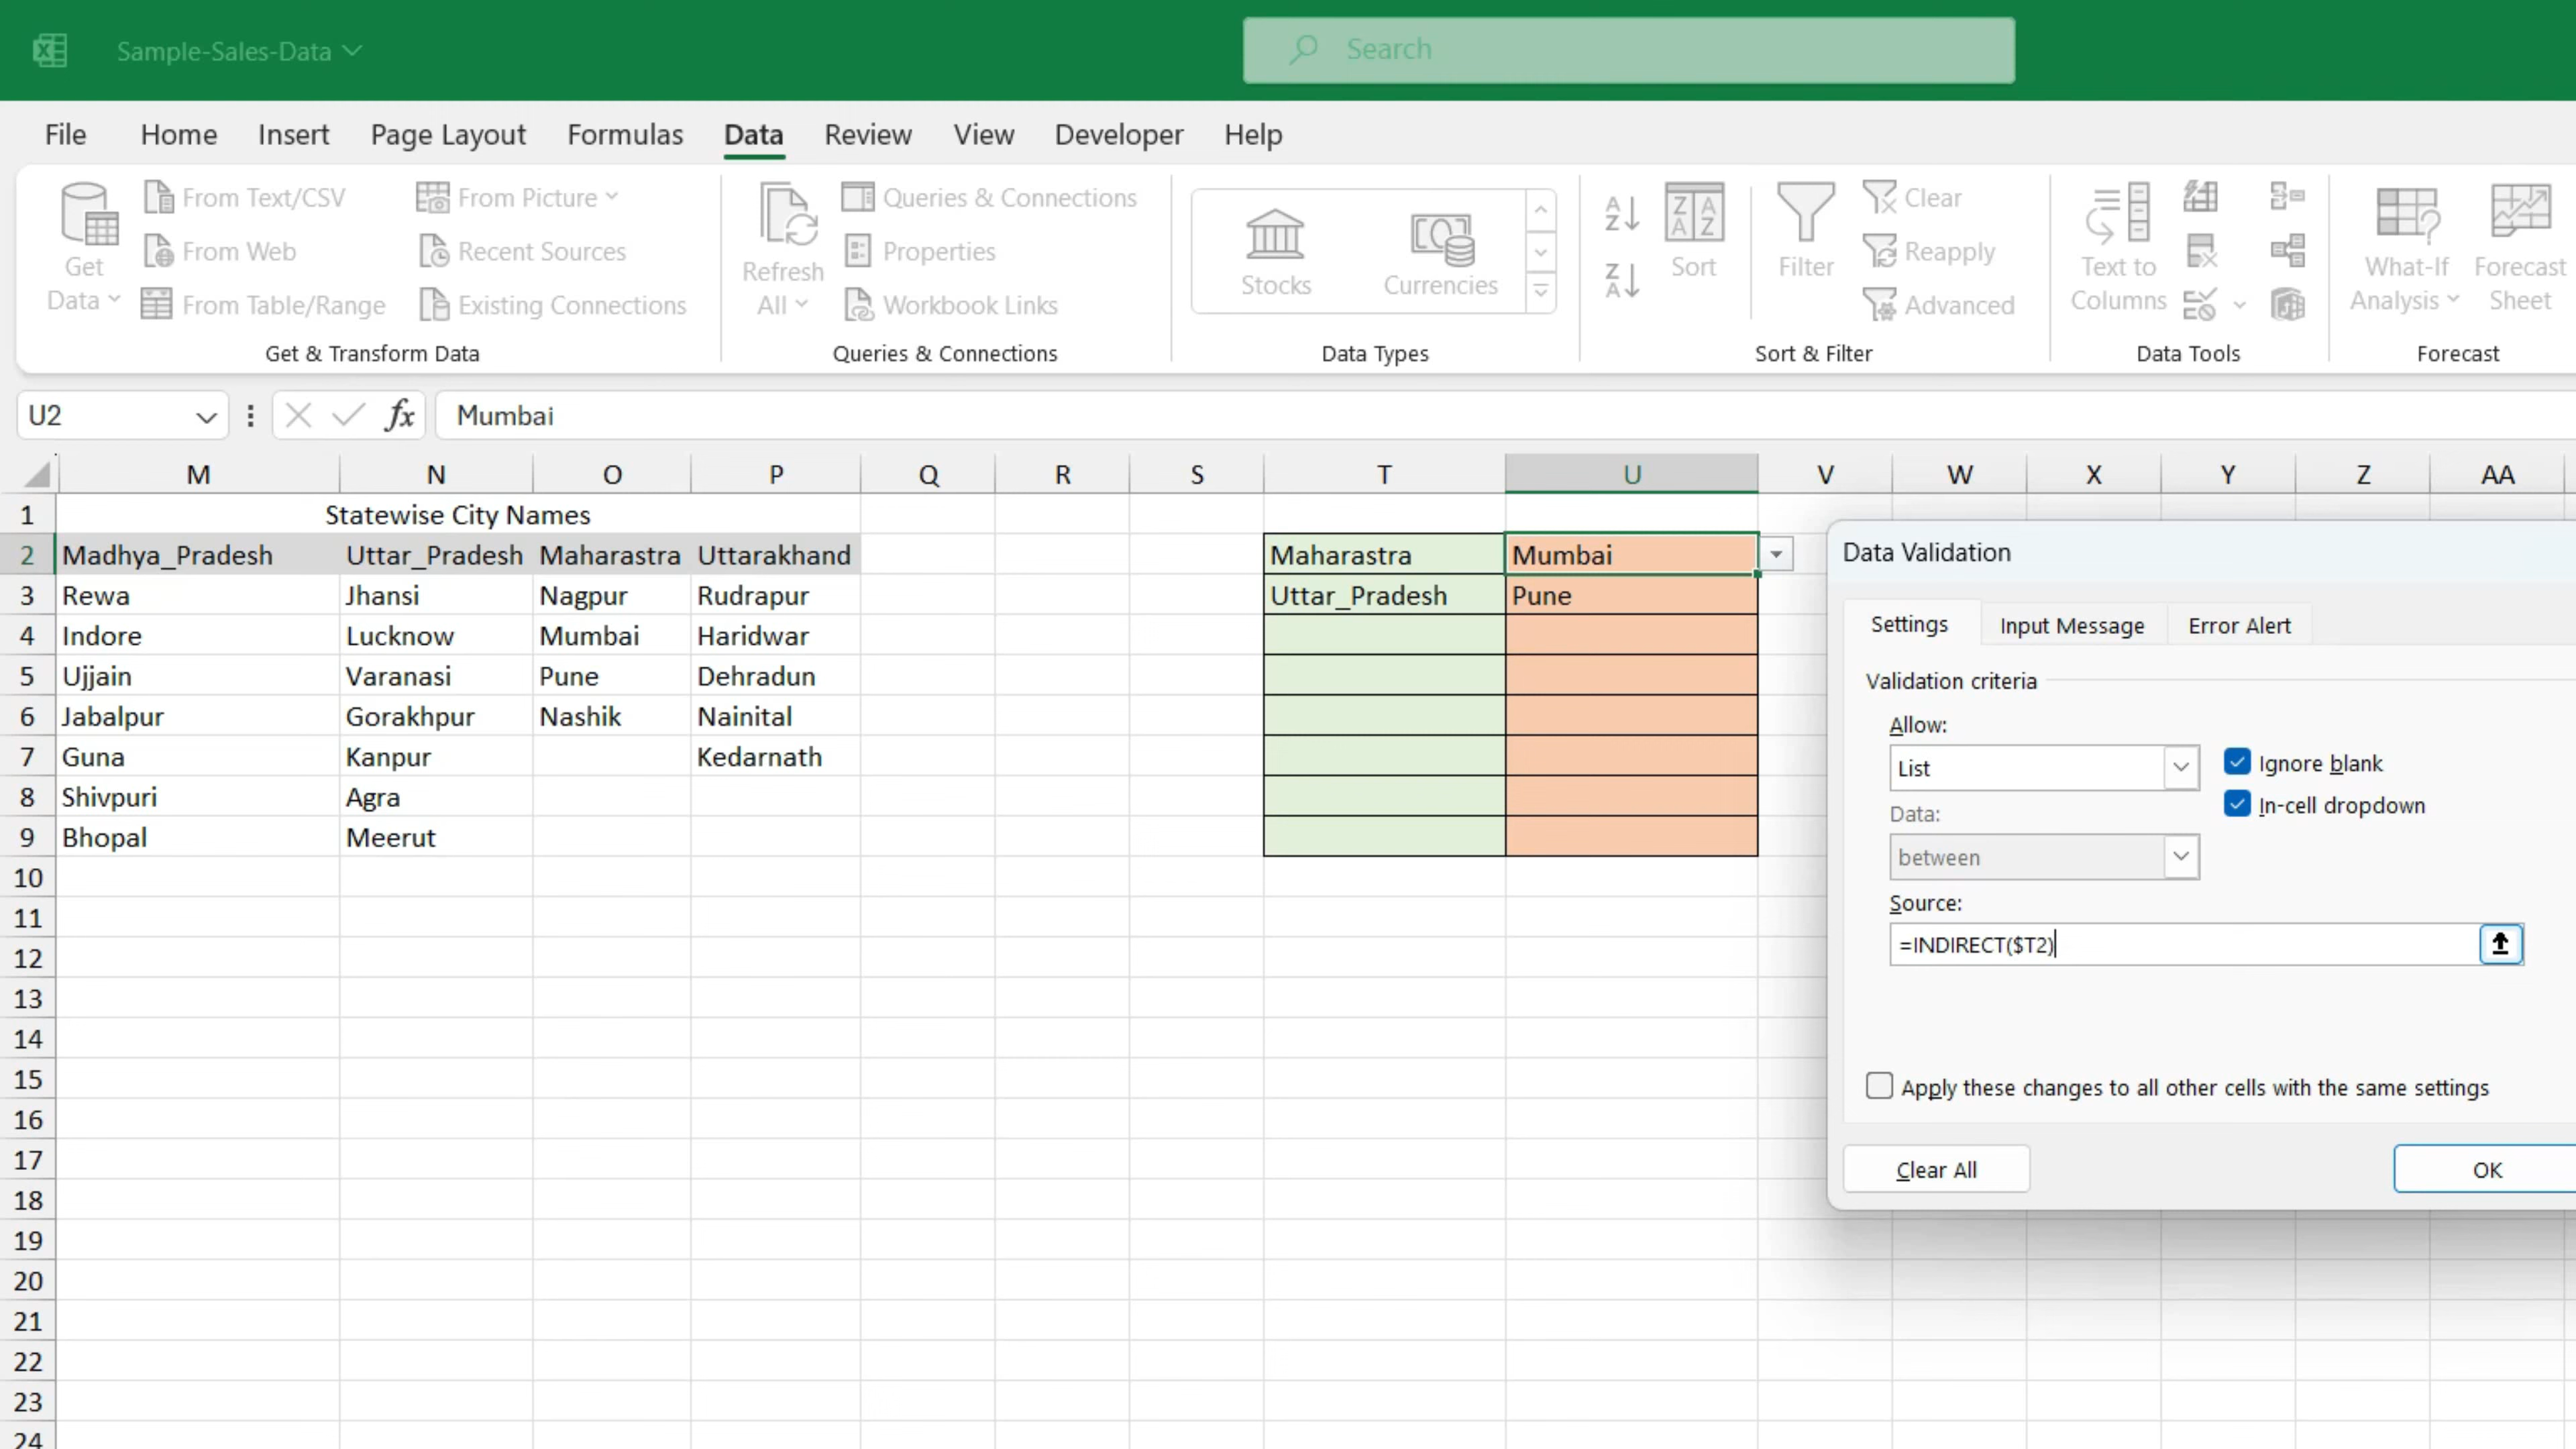 Sample-Sales-Data
Search
File Home Insert Page Layout Formulas Data Review View Developer Help
Get Data
From Text/CSV
From Web
From Table/Range
From Picture
Recent Sources
Existing Connections
Get & Transform Data
Refresh All
Queries & Connections
Properties
Workbook Links
Queries & Connections
Stocks
Currencies
Data Types
Sort
Filter
Clear
Reapply
Advanced
Sort & Filter
Text to Columns
Data Tools
What-If Analysis
Forecast Sheet
Forecast
U2 fx Mumbai
M N O P Q R S T U V W X Y Z AA
1 Statewise City Names
2 Madhya_Pradesh Uttar_Pradesh Maharastra Uttarakhand Maharastra Mumbai
3 Rewa Jhansi Nagpur Rudrapur Uttar_Pradesh Pune
4 Indore Lucknow Mumbai Haridwar
5 Ujjain Varanasi Pune Dehradun
6 Jabalpur Gorakhpur Nashik Nainital
7 Guna Kanpur Kedarnath
8 Shivpuri Agra
9 Bhopal Meerut
10
11
12
13
14
15
16
17
18
19
20
21
22
23
24
Data Validation
Settings Input Message Error Alert
Validation criteria
Allow:
List
Ignore blank
In-cell dropdown
Data:
between
Source:
=INDIRECT($T2)
Apply these changes to all other cells with the same settings
Clear All OK